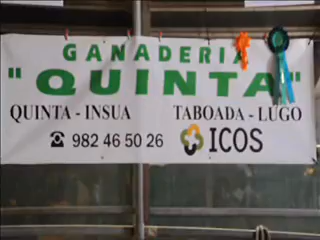 GANADERIA
"QUINTA"
QUINTA - INSUA TABOADA - LUGO
☎ 982 46 50 26 ICOS